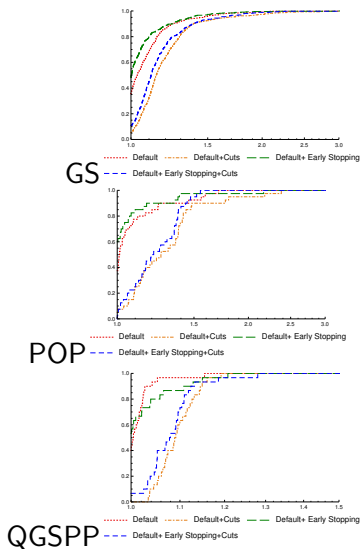 1.0
0.8
0.6
0.4
0.2
0.0
1.0 1.5 2.0 3.0
Default Default+Cuts Default+ Early Stopping
Default+ Early Stopping+Cuts
GS
1.0
0.8
0.6
0.4
0.2
0.0
1.0 1.5 2.0 2.5 3.0
Default Default+Cuts Default+ Early Stopping
Default+ Early Stopping+Cuts
POP
1.0
0.8
0.6
0.4
0.2
0.0
1.0 1.1 1.2 1.3 1.4 1.5
Default Default+Cuts Default+ Early Stopping
Default+ Early Stopping+Cuts
QGSPP